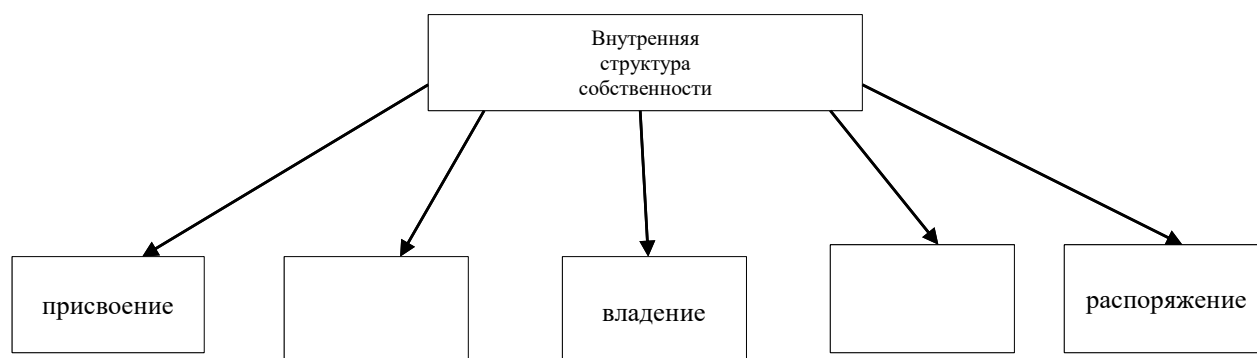 Внутренняя
структура
собственности
присвоение
владение
распоряжение